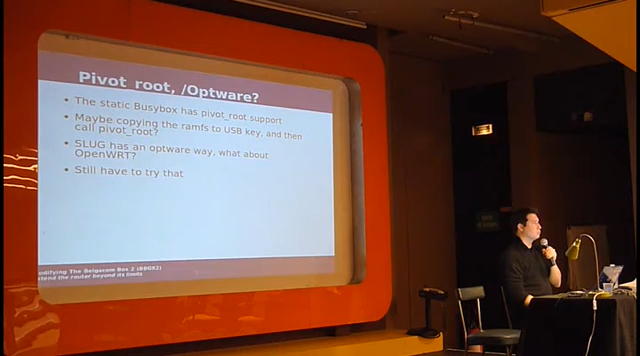 Pivot root, /Optware?
• The static Busybox has pivot_root support
• Maybe copying the ramfs to USB key, and then
call pivot_root?
• SLUG has an optware way, what about
OpenWRT?
• Still have to try that
odifying The Belgacom Box 2 (BBOX2)
xtend the router beyond its limits